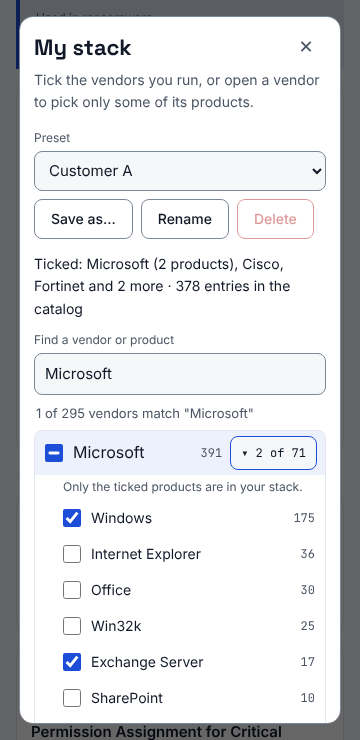 My stack
Tick the vendors you run, or open a vendor
to pick only some of its products.
Preset
Customer A
Save as...
Rename
Delete
Ticked: Microsoft (2 products), Cisco,
Fortinet and 2 more · 378 entries in the
catalog
Find a vendor or product
Microsoft
1 of 295 vendors match "Microsoft"
Microsoft 391 ▾ 2 of 71
Only the ticked products are in your stack.
Windows 175
Internet Explorer 36
Office 30
Win32k 25
Exchange Server 17
SharePoint 10
Permission Assignment for Critical